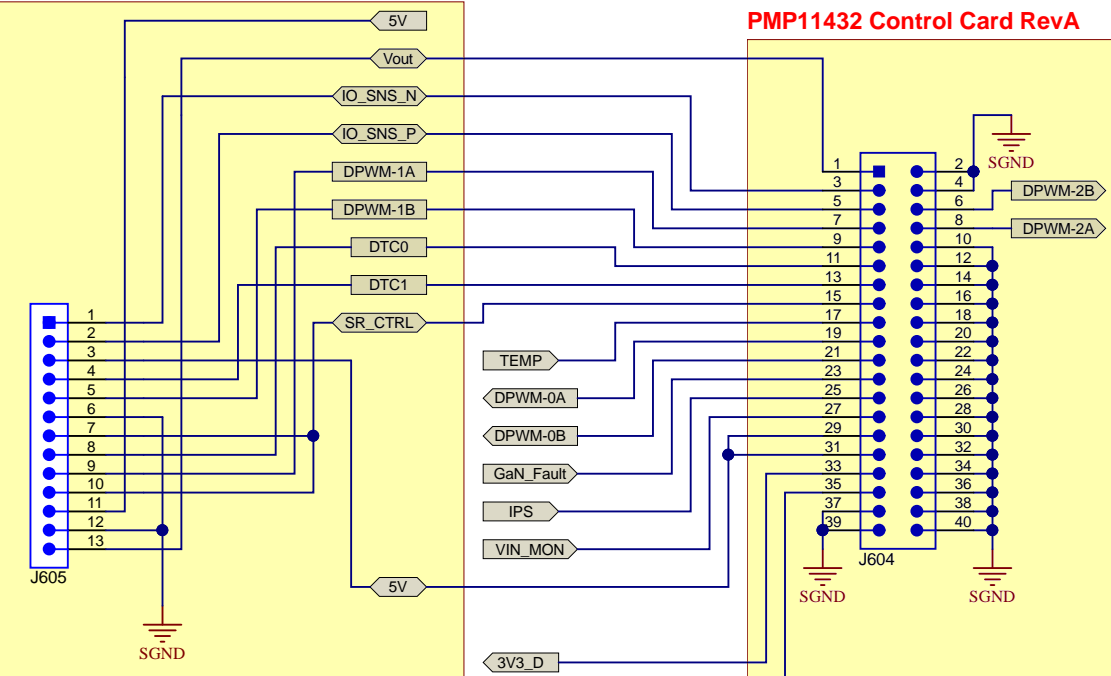 PMP11432 Control Card RevA
5V
Vout
IO_SNS_N
IO_SNS_P
DPWM-1A
DPWM-1B
DTC0
DTC1
SR_CTRL
TEMP
DPWM-0A
DPWM-0B
GaN_Fault
IPS
VIN_MON
5V
3V3_D
1
2
3
4
5
6
7
8
9
10
11
12
13
J605
SGND
SGND
DPWM-2B
DPWM-2A
1 2
3 4
5 6
7 8
9 10
11 12
13 14
15 16
17 18
19 20
21 22
23 24
25 26
27 28
29 30
31 32
33 34
35 36
37 38
39 40
J604
SGND
SGND